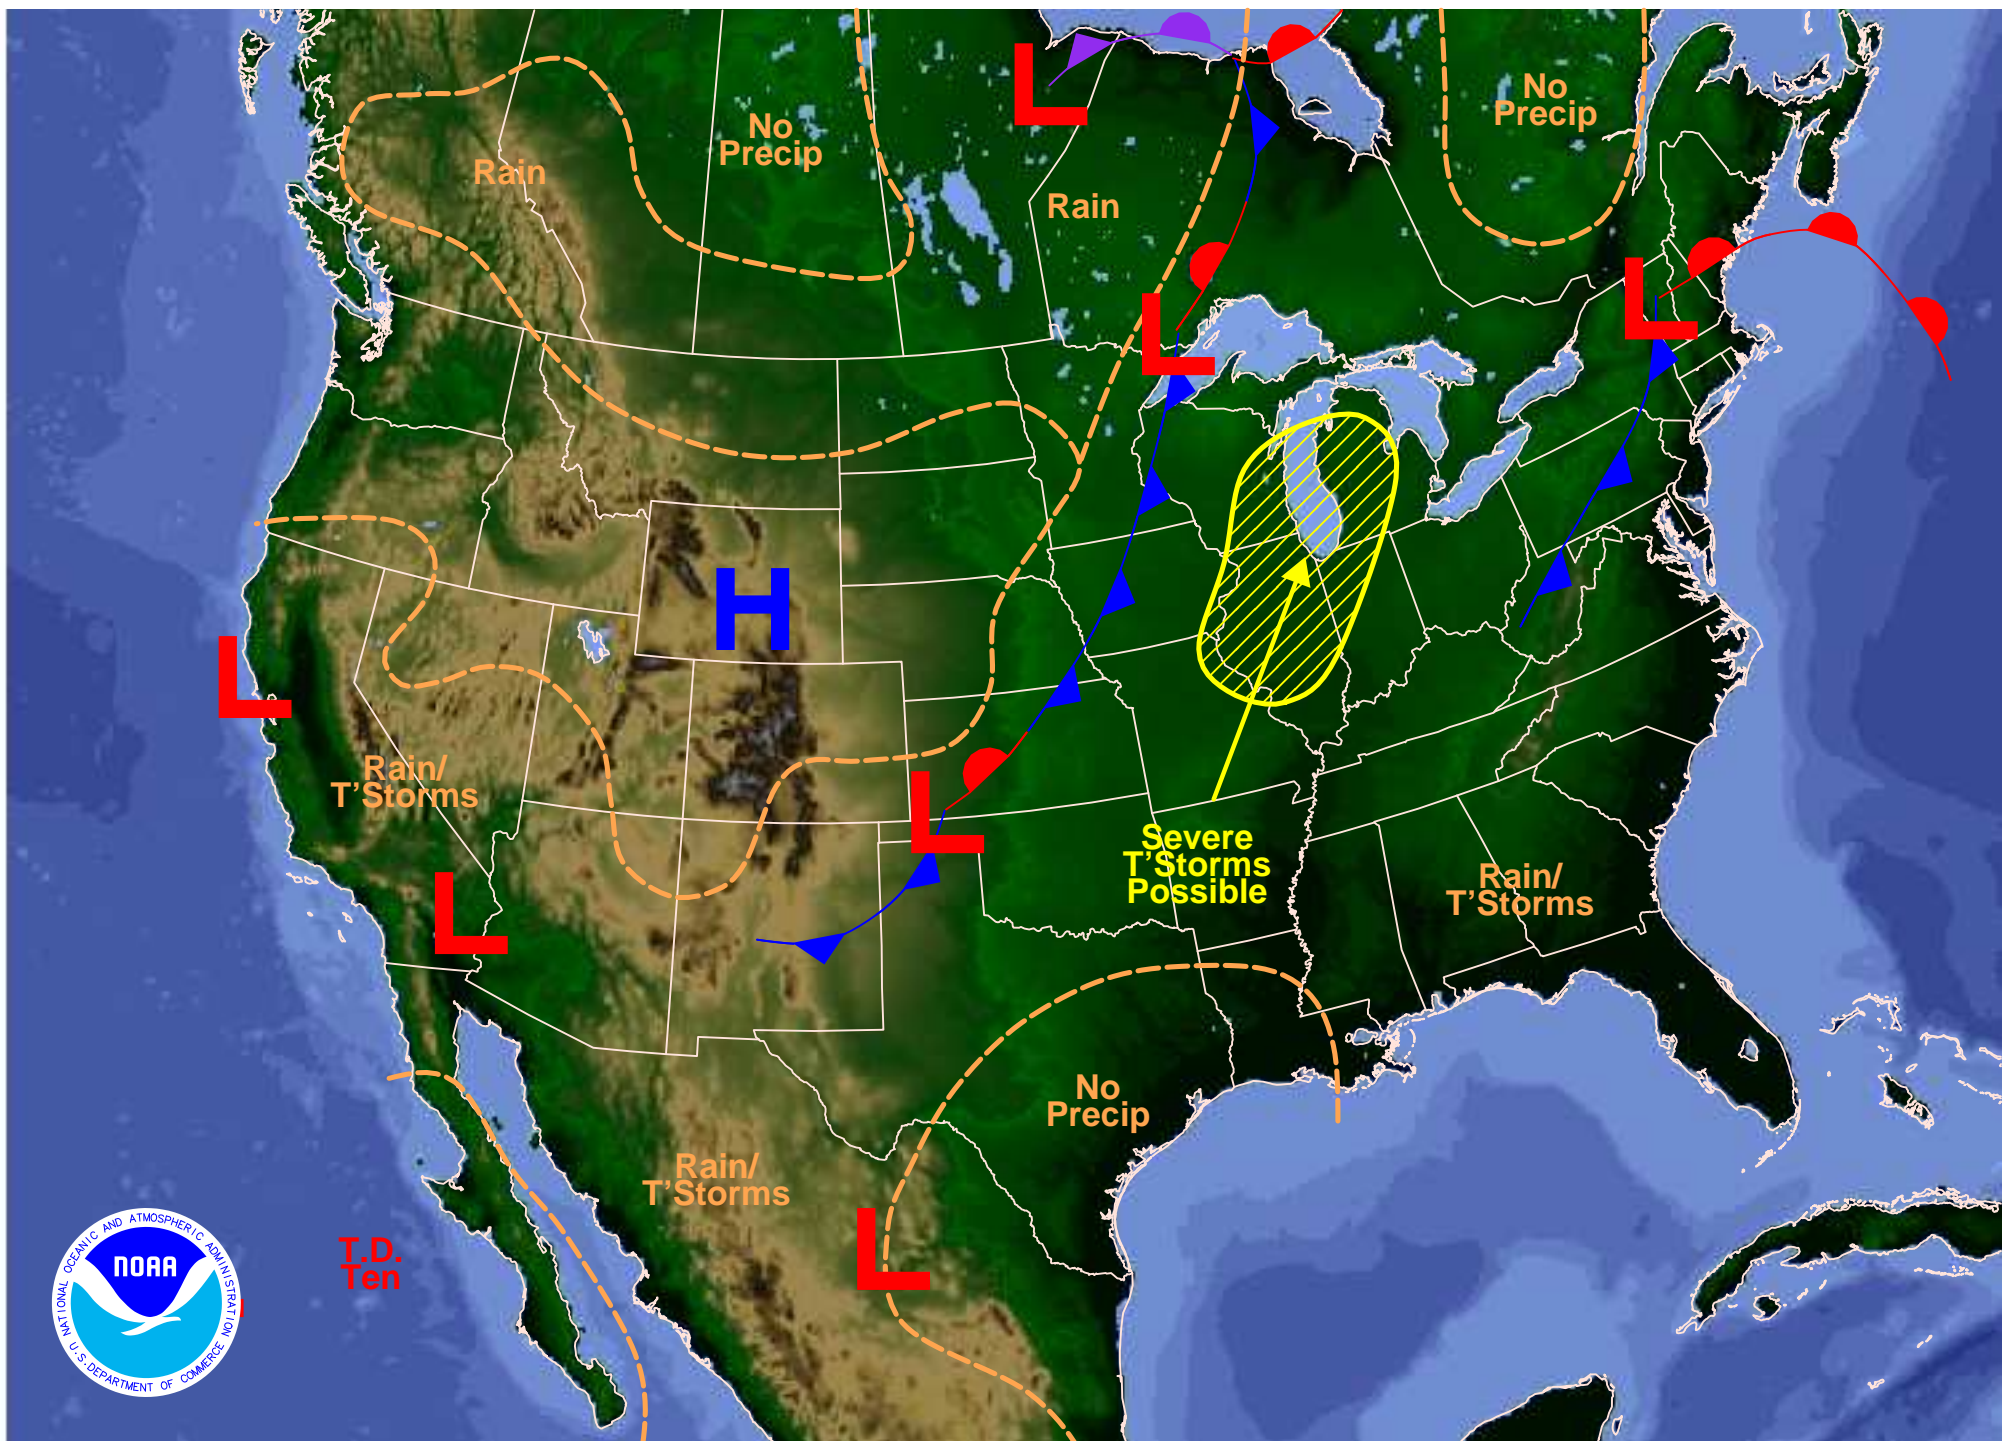 No
Precip
No
Precip
Rain
Rain
L
L
L
H
L
Rain/
T'Storms
L
L
Severe
T'Storms
Possible
Rain/
T'Storms
No
Precip
Rain/
T'Storms
L
T.D.
Ten
NATIONAL OCEANIC AND ATMOSPHERIC ADMINISTRATION
NOAA
U.S. DEPARTMENT OF COMMERCE